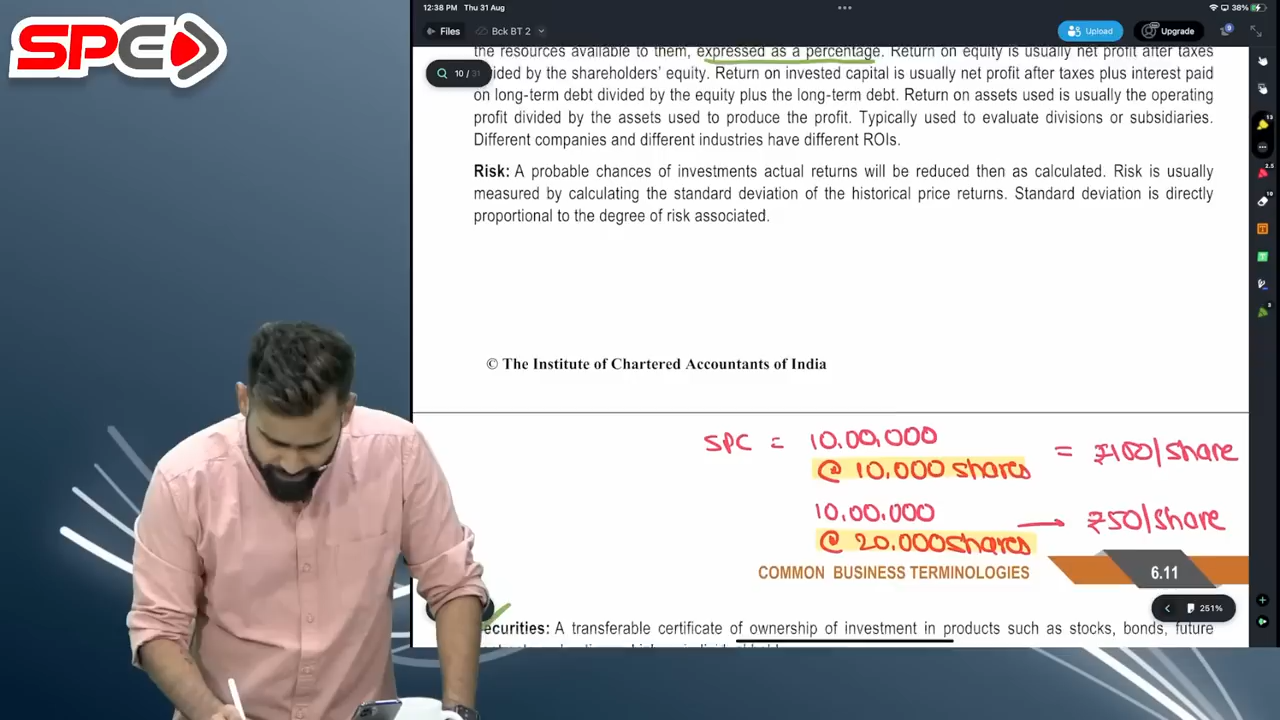 SPC
12:38 PM Thu 31 Aug
38%
Files
Bck BT 2
Upload
Upgrade
the resources available to them, expressed as a percentage. Return on equity is usually net profit after taxes
10 / 31
ided by the shareholders' equity. Return on invested capital is usually net profit after taxes plus interest paid
on long-term debt divided by the equity plus the long-term debt. Return on assets used is usually the operating
profit divided by the assets used to produce the profit. Typically used to evaluate divisions or subsidiaries.
Different companies and different industries have different ROIs.
Risk: A probable chances of investments actual returns will be reduced then as calculated. Risk is usually
measured by calculating the standard deviation of the historical price returns. Standard deviation is directly
proportional to the degree of risk associated.
© The Institute of Chartered Accountants of India
SPC = 10,00,000
@ 10,000 shares = ₹100/share
10,00,000
@ 20,000 shares → ₹50/share
COMMON BUSINESS TERMINOLOGIES 6.11
251%
ecurities: A transferable certificate of ownership of investment in products such as stocks, bonds, future